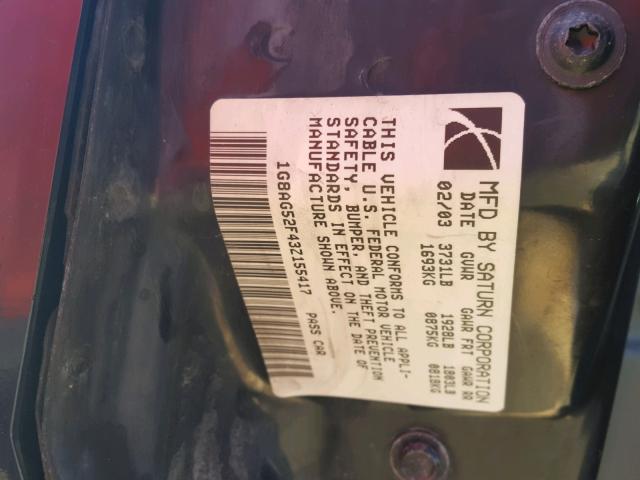 MFD BY SATURN CORPORATION
DATE GVWR GAWR FRT GAWR RR
02/03 3731LB 1928LB 1803LB
1693KG 0875KG 0818KG
THIS VEHICLE CONFORMS TO ALL APPLI-
CABLE U.S. FEDERAL MOTOR VEHICLE
SAFETY, BUMPER, AND THEFT PREVENTION
STANDARDS IN EFFECT ON THE DATE OF
MANUFACTURE SHOWN ABOVE.
1G8AG52F43Z155417 PASS CAR